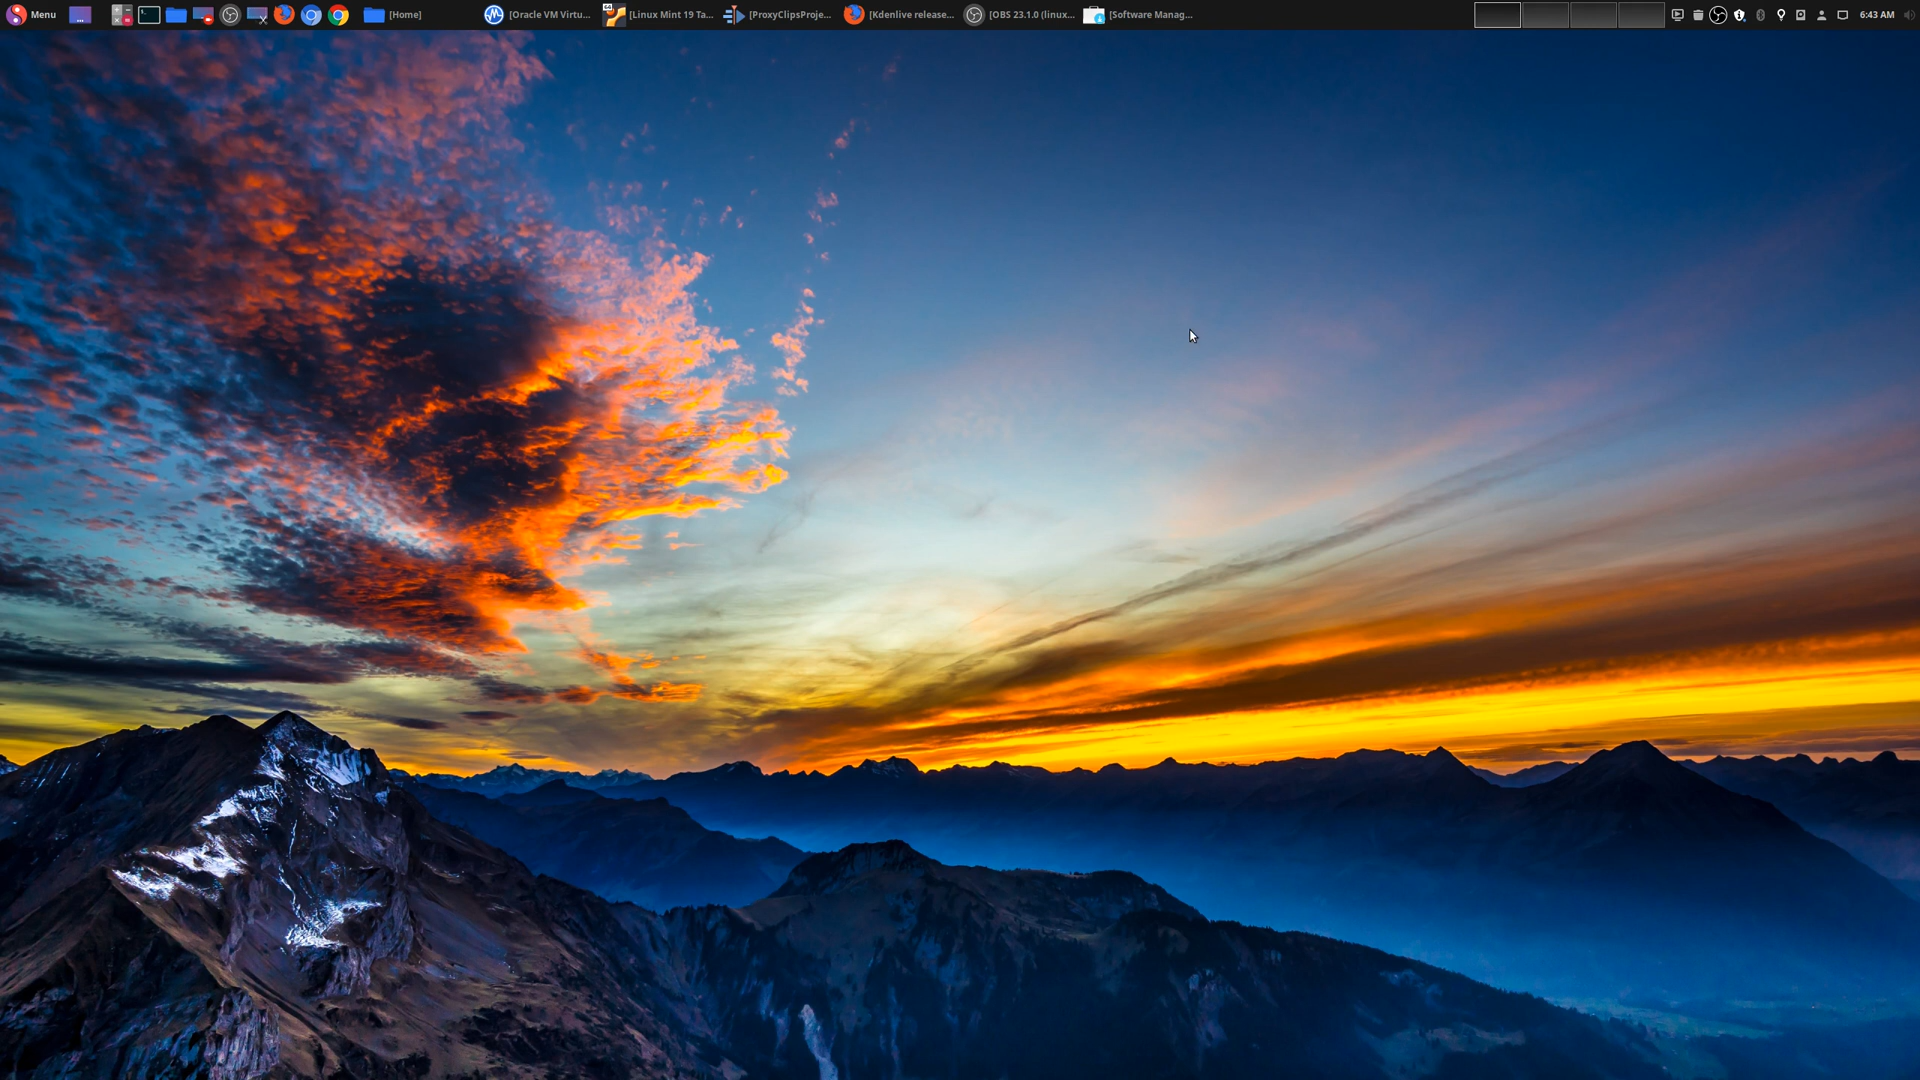 Menu
[Home]
[Oracle VM Virtu...
64
[Linux Mint 19 Ta...
[ProxyClipsProje...
[Kdenlive release...
[OBS 23.1.0 (linux...
[Software Manag...
6:43 AM